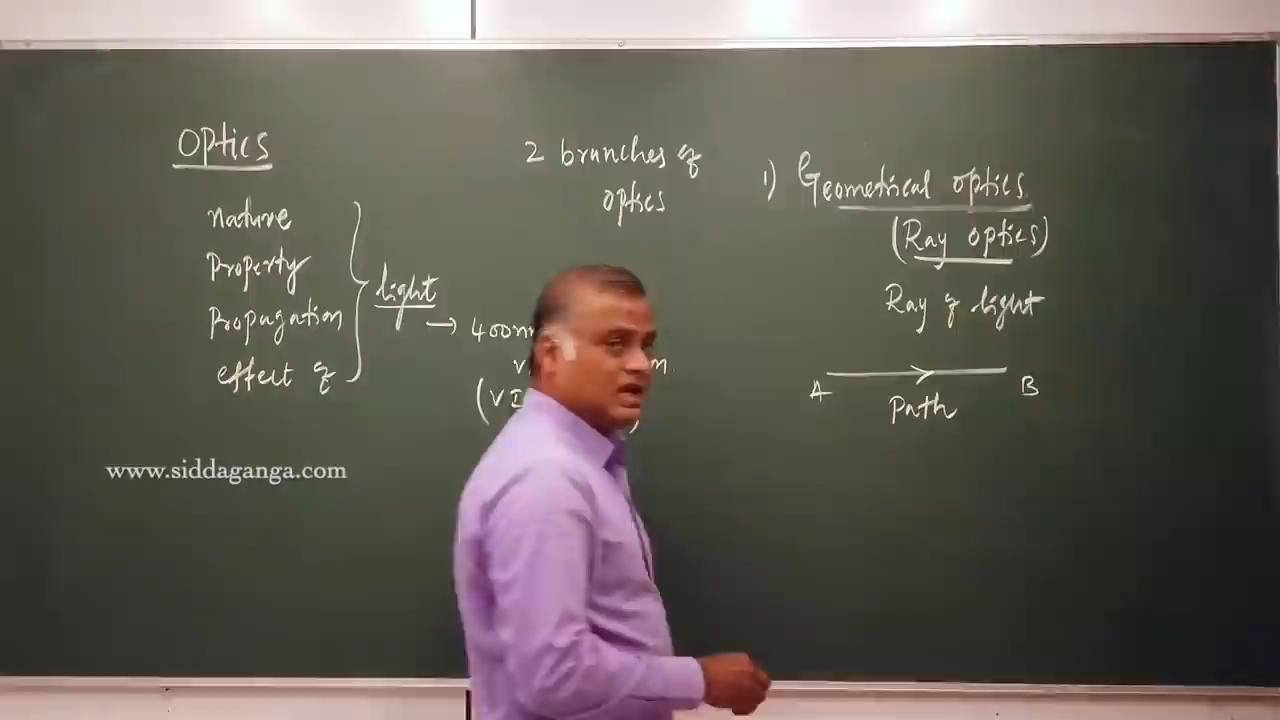 Optics
nature
Property
Propagation
effect of
light
→ 400n
(VI
2 branches of
optics
1) Geometrical optics
(Ray optics)
Ray of light
A B
Path
www.siddaganga.com